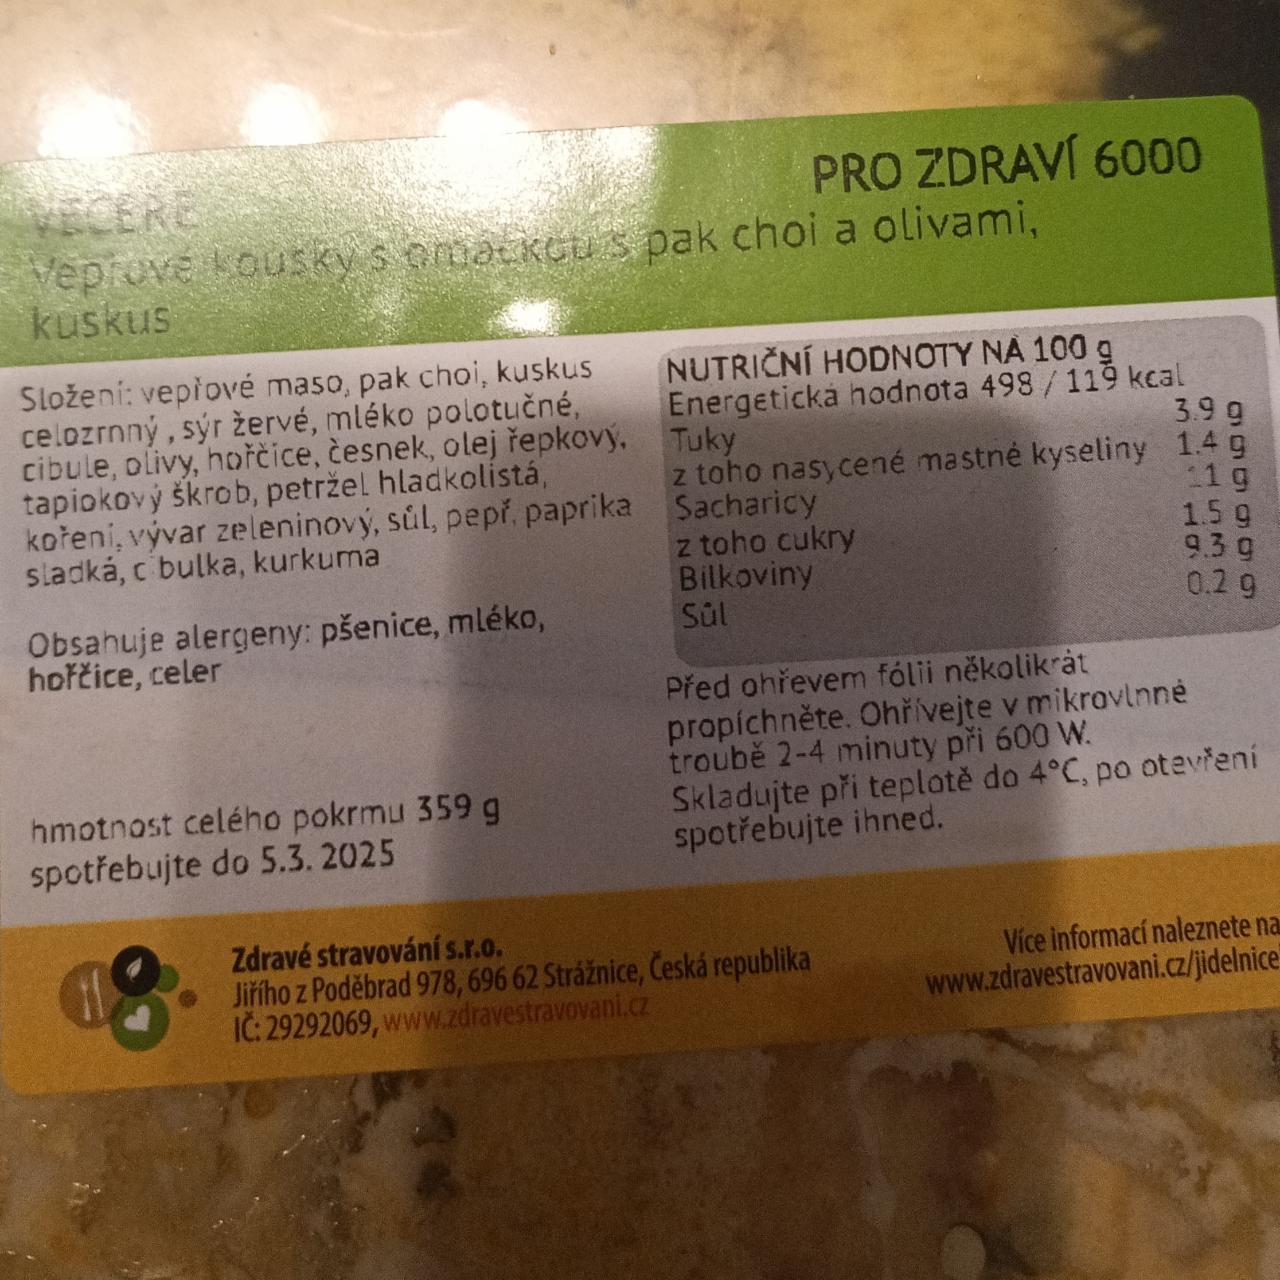 PRO ZDRAVÍ 6000
VEČEŘE
Vepřové kousky s omáčkou s pak choi a olivami,
kuskus
Složení: vepřové maso, pak choi, kuskus
celozrnný , sýr žervé, mléko polotučné,
cibule, olivy, hořčice, česnek, olej řepkový,
tapiokový škrob, petržel hladkolistá,
koření, vývar zeleninový, sůl, pepř, paprika
sladká, cibulka, kurkuma
Obsahuje alergeny: pšenice, mléko,
hořčice, celer
hmotnost celého pokrmu 359 g
spotřebujte do 5.3. 2025
NUTRIČNÍ HODNOTY NA 100 g
Energetická hodnota 498 / 119 kcal
Tuky 3.9 g
z toho nasycené mastné kyseliny 1.4 g
Sacharicy 11 g
z toho cukry 1.5 g
Bílkoviny 9.3 g
Sůl 0.2 g
Před ohřevem fólii několikrát
propíchněte. Ohřívejte v mikrovlnné
troubě 2-4 minuty při 600 W.
Skladujte při teplotě do 4°C, po otevření
spotřebujte ihned.
Zdravé stravování s.r.o.
Jiřího z Poděbrad 978, 696 62 Strážnice, Česká republika
IČ: 29292069, www.zdravestravovani.cz
Více informací naleznete na
www.zdravestravovani.cz/jidelnice